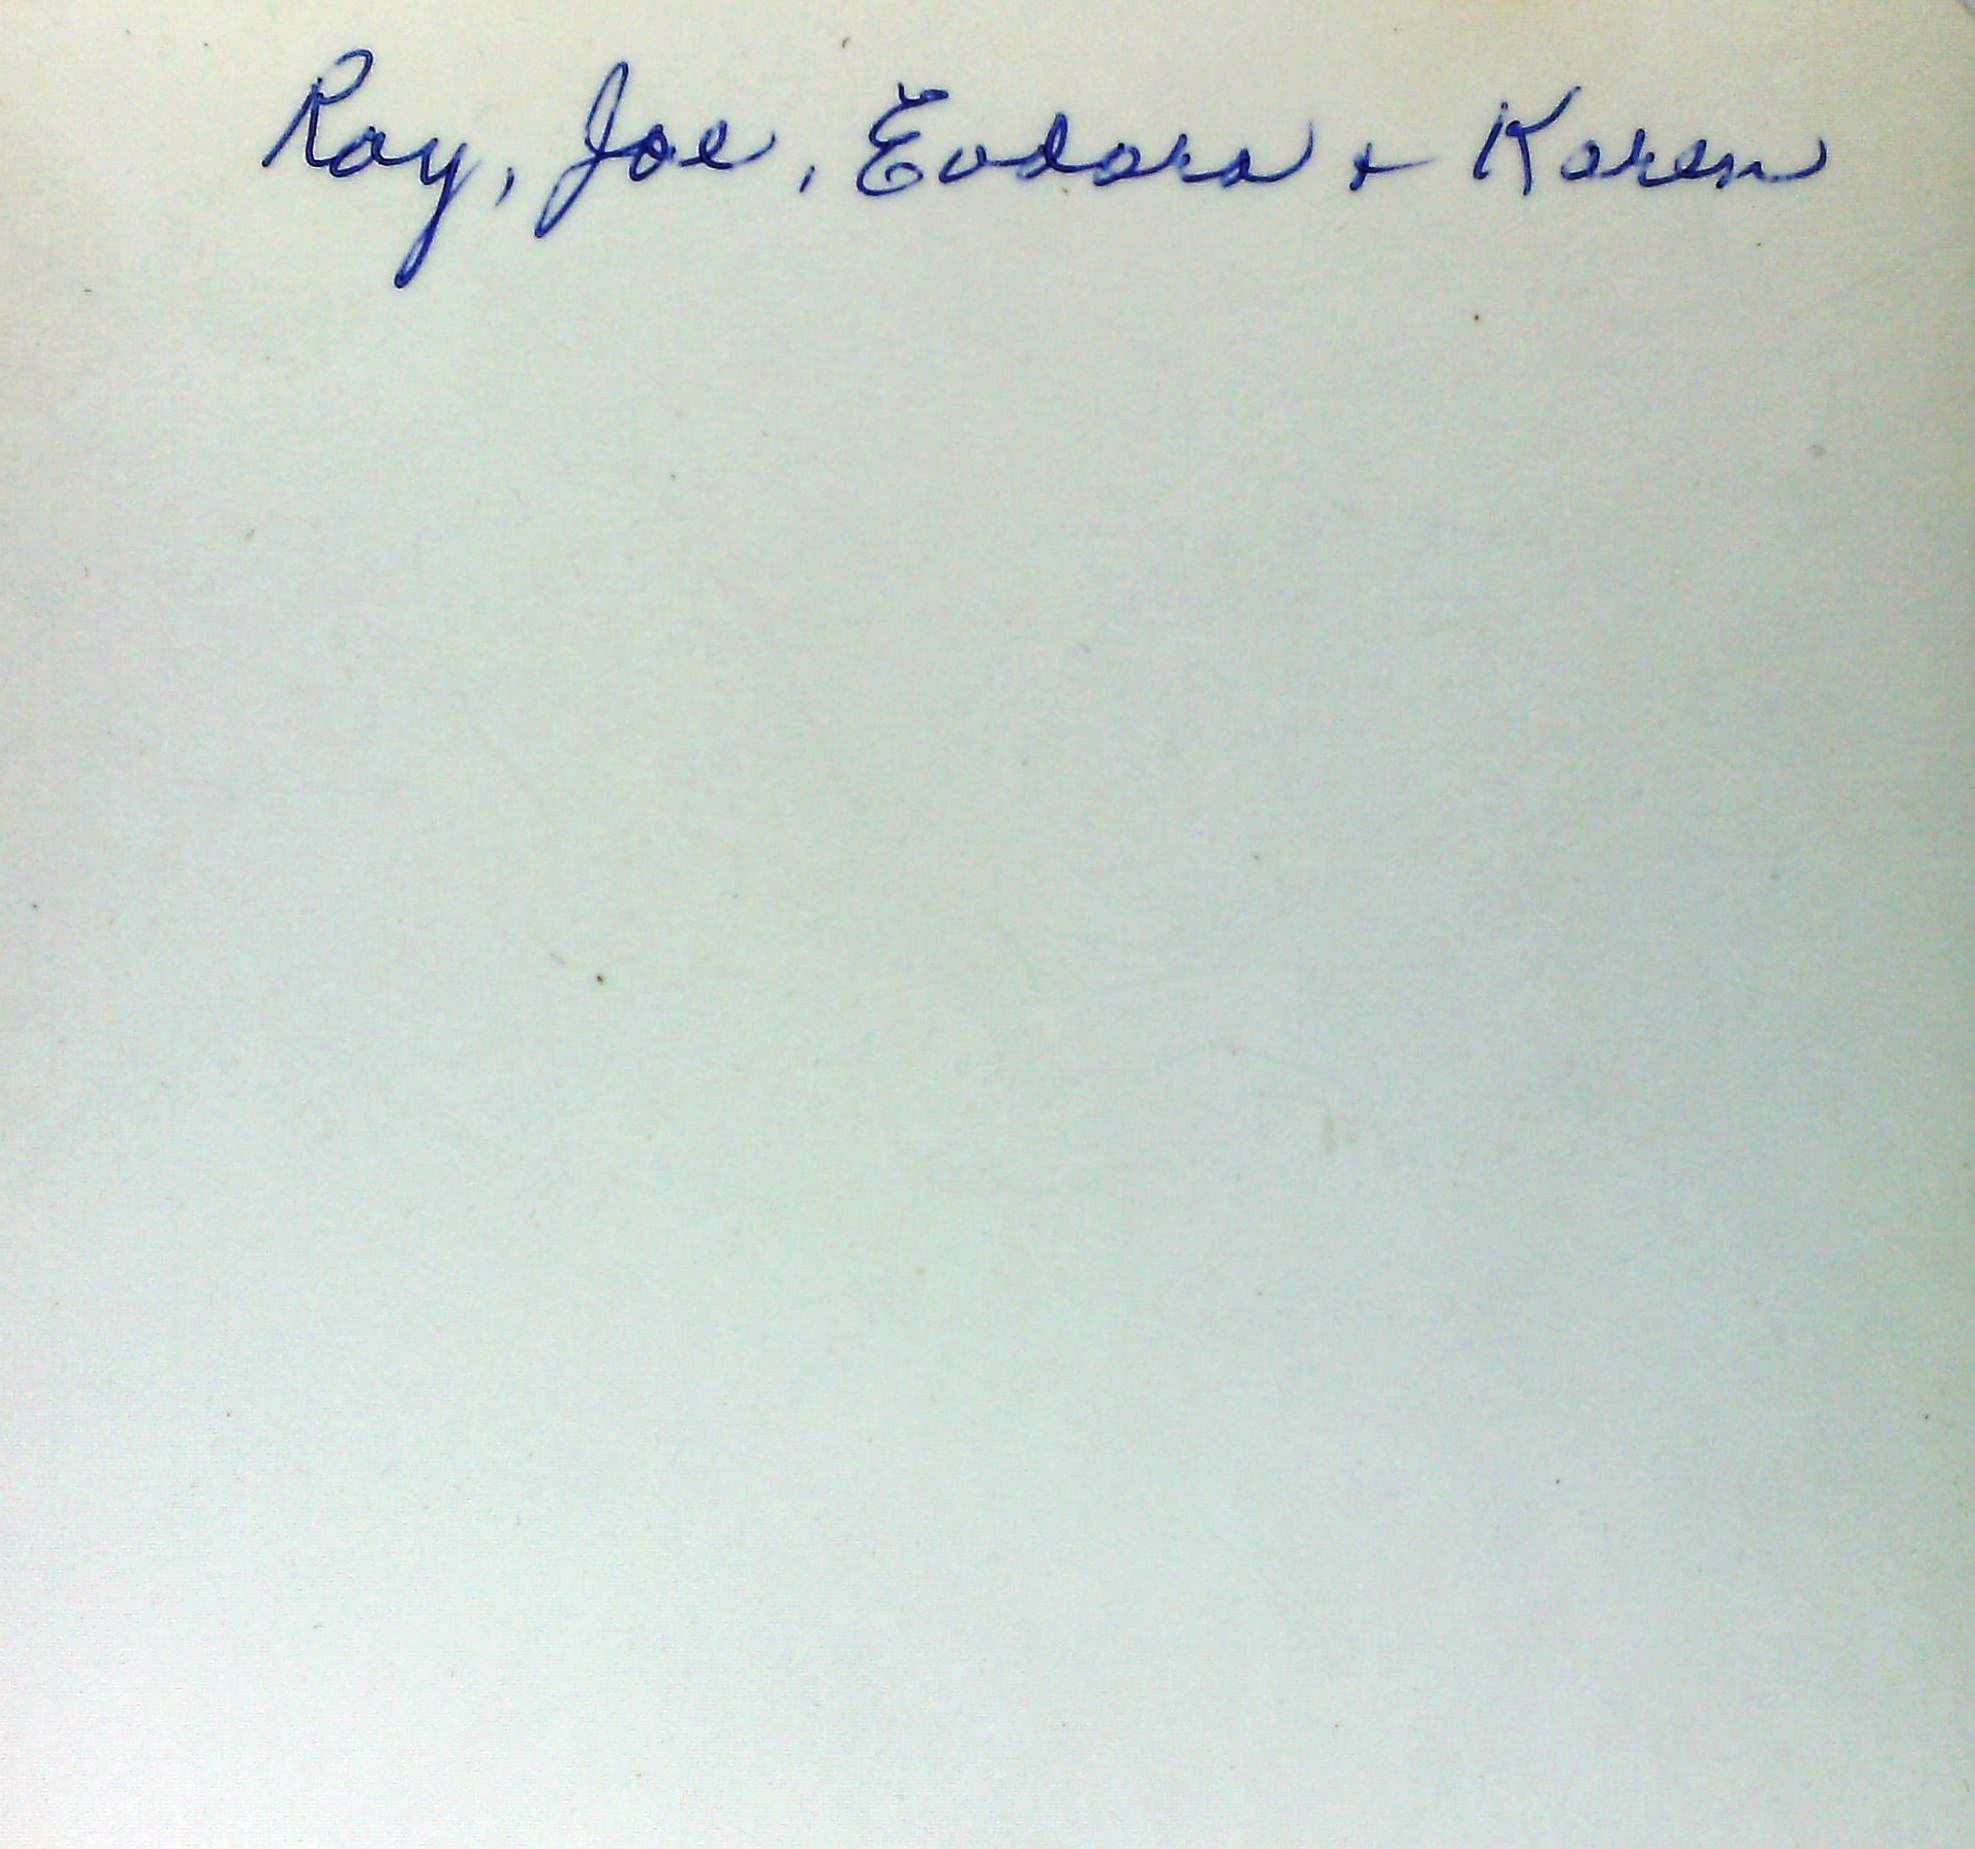 Ray, Joe, Eudora + Karen